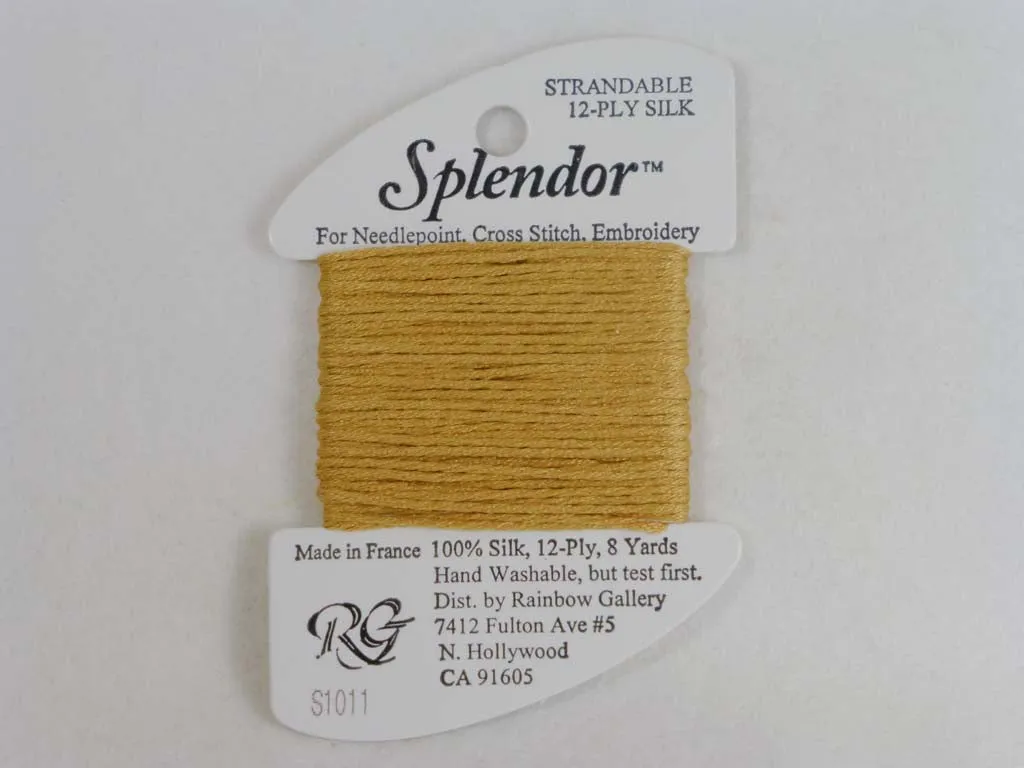 STRANDABLE
12-PLY SILK
Splendor™
For Needlepoint, Cross Stitch, Embroidery
Made in France
100% Silk, 12-Ply, 8 Yards
Hand Washable, but test first.
Dist. by Rainbow Gallery
7412 Fulton Ave #5
N. Hollywood
CA 91605
RG
S1011